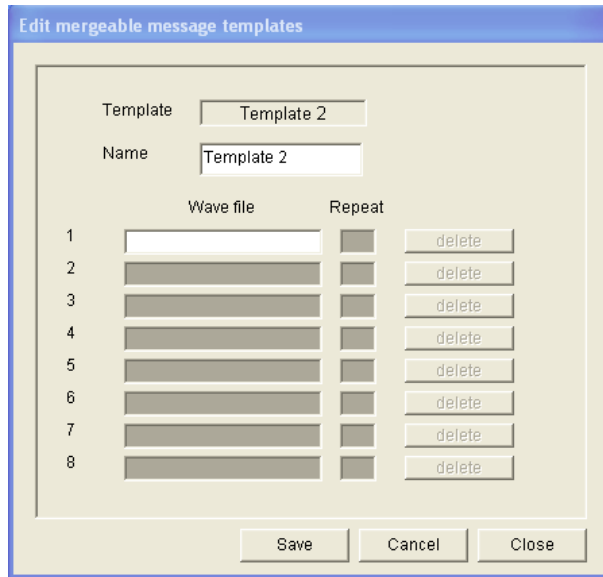 Edit mergeable message templates
Template Template 2
Name Template 2
Wave file Repeat
1 delete
2 delete
3 delete
4 delete
5 delete
6 delete
7 delete
8 delete
Save Cancel Close